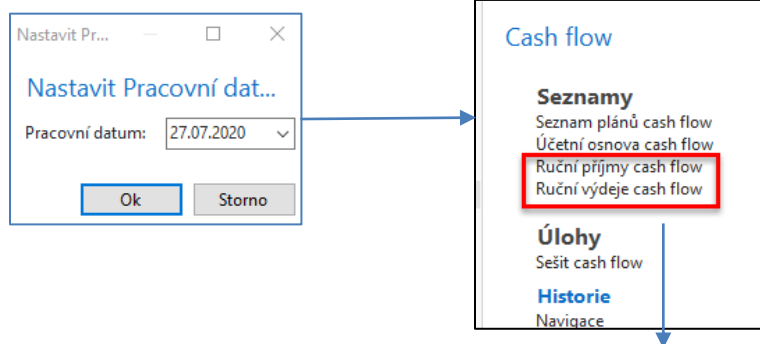 Nastavit Pr...
Nastavit Pracovní dat...
Pracovní datum: 27.07.2020
Ok Storno
Cash flow
Seznamy
Seznam plánů cash flow
Účetní osnova cash flow
Ruční příjmy cash flow
Ruční výdeje cash flow
Úlohy
Sešit cash flow
Historie
Navigace